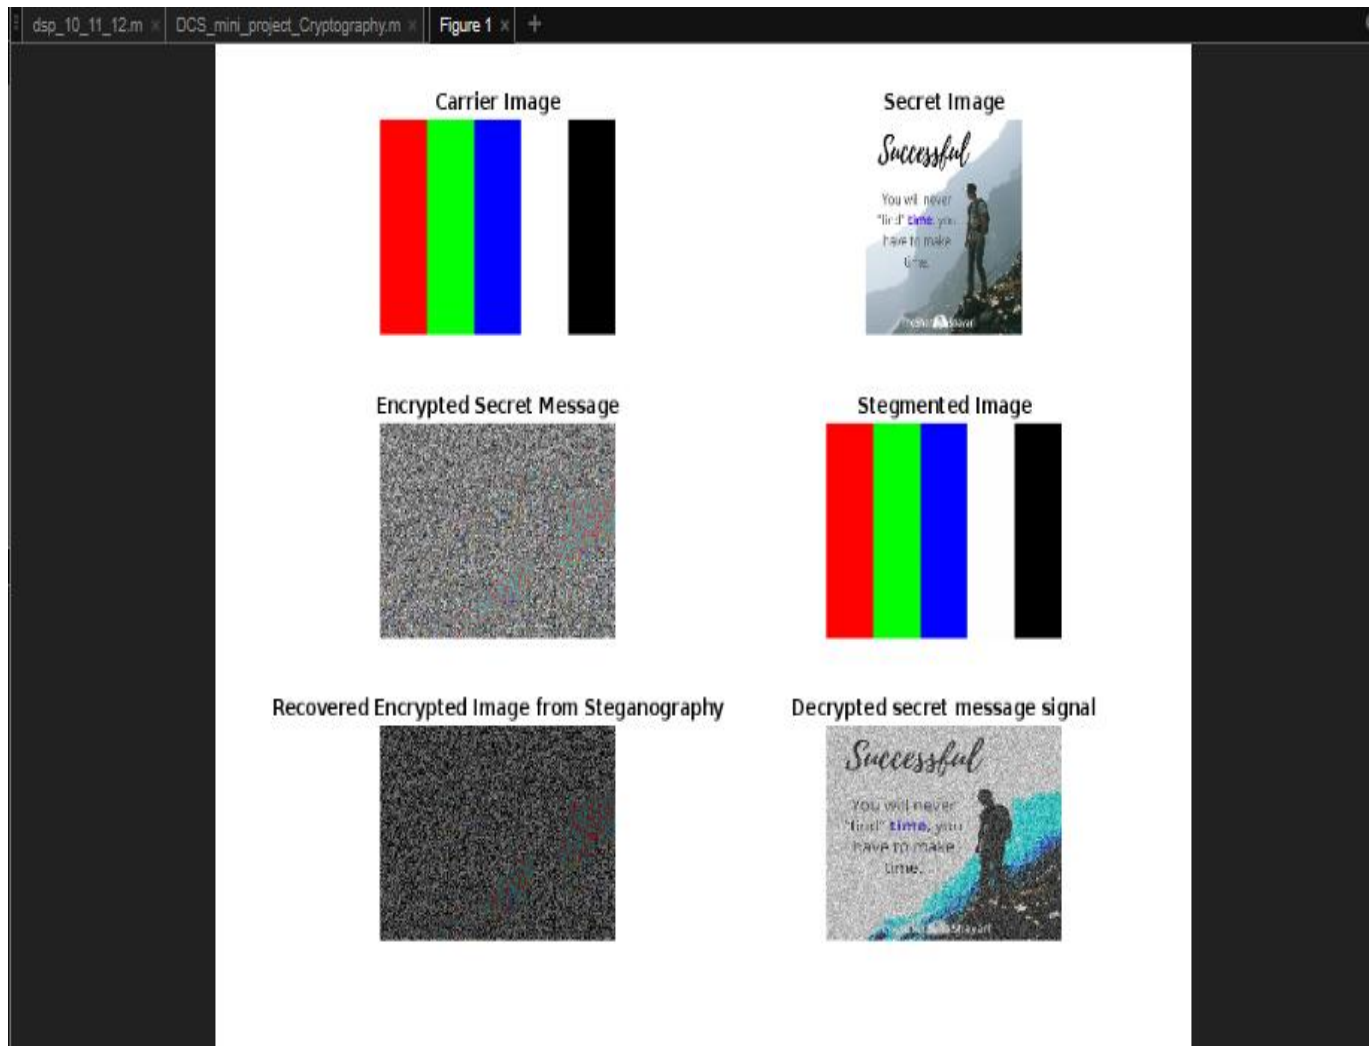 dsp_10_11_12.m × DCS_mini_project_Cryptography.m × Figure 1 × +
Carrier Image
Secret Image
Successful
You will never
"find" time, you
have to make
time.
Encrypted Secret Message
Stegmented Image
Recovered Encrypted Image from Steganography
Decrypted secret message signal
Successful
You will never
"find" time, you
have to make
time.